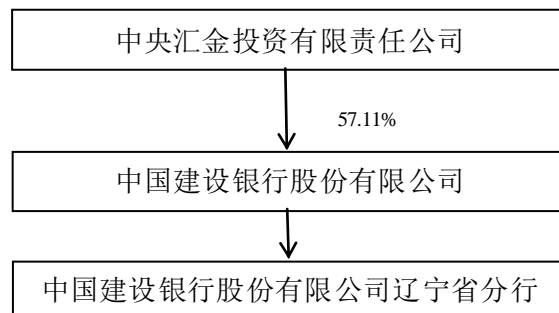 中央汇金投资有限责任公司
57.11%
中国建设银行股份有限公司
中国建设银行股份有限公司辽宁省分行